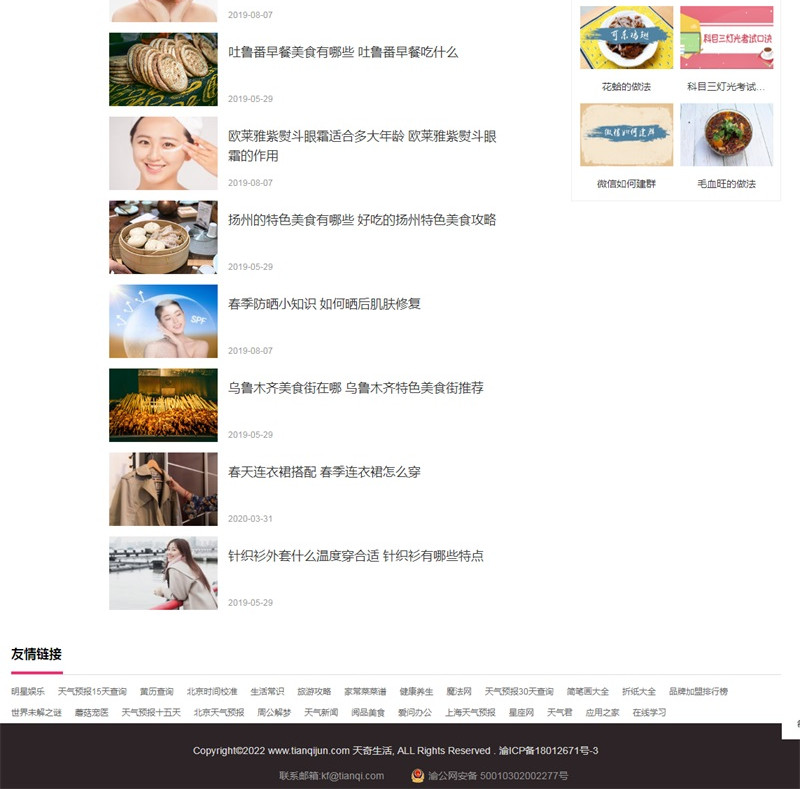 2019-08-07
吐鲁番早餐美食有哪些 吐鲁番早餐吃什么
2019-05-29
欧莱雅紫熨斗眼霜适合多大年龄 欧莱雅紫熨斗眼
霜的作用
2019-08-07
扬州的特色美食有哪些 好吃的扬州特色美食攻略
2019-05-29
SPF
春季防晒小知识 如何晒后肌肤修复
2019-08-07
乌鲁木齐美食街在哪 乌鲁木齐特色美食街推荐
2019-05-29
春天连衣裙搭配 春季连衣裙怎么穿
2020-03-31
针织衫外套什么温度穿合适 针织衫有哪些特点
2019-05-29
可乐鸡翅
科目三灯光考试口诀
花蛤的做法
科目三灯光考试...
微信如何建群
微信如何建群
毛血旺的做法
友情链接
明星娱乐 天气预报15天查询 黄历查询 北京时间校准 生活常识 旅游攻略 家常菜菜谱 健康养生 魔法网 天气预报30天查询 简笔画大全 折纸大全 品牌加盟排行榜
世界未解之谜 蘑菇宠医 天气预报十五天 北京天气预报 周公解梦 天气新闻 阅品美食 爱问办公 上海天气预报 星座网 天气君 应用之家 在线学习
Copyright©2022 www.tianqijun.com 天奇生活, ALL Rights Reserved . 渝ICP备18012671号-3
联系邮箱:kf@tianqi.com 渝公网安备 50010302002277号